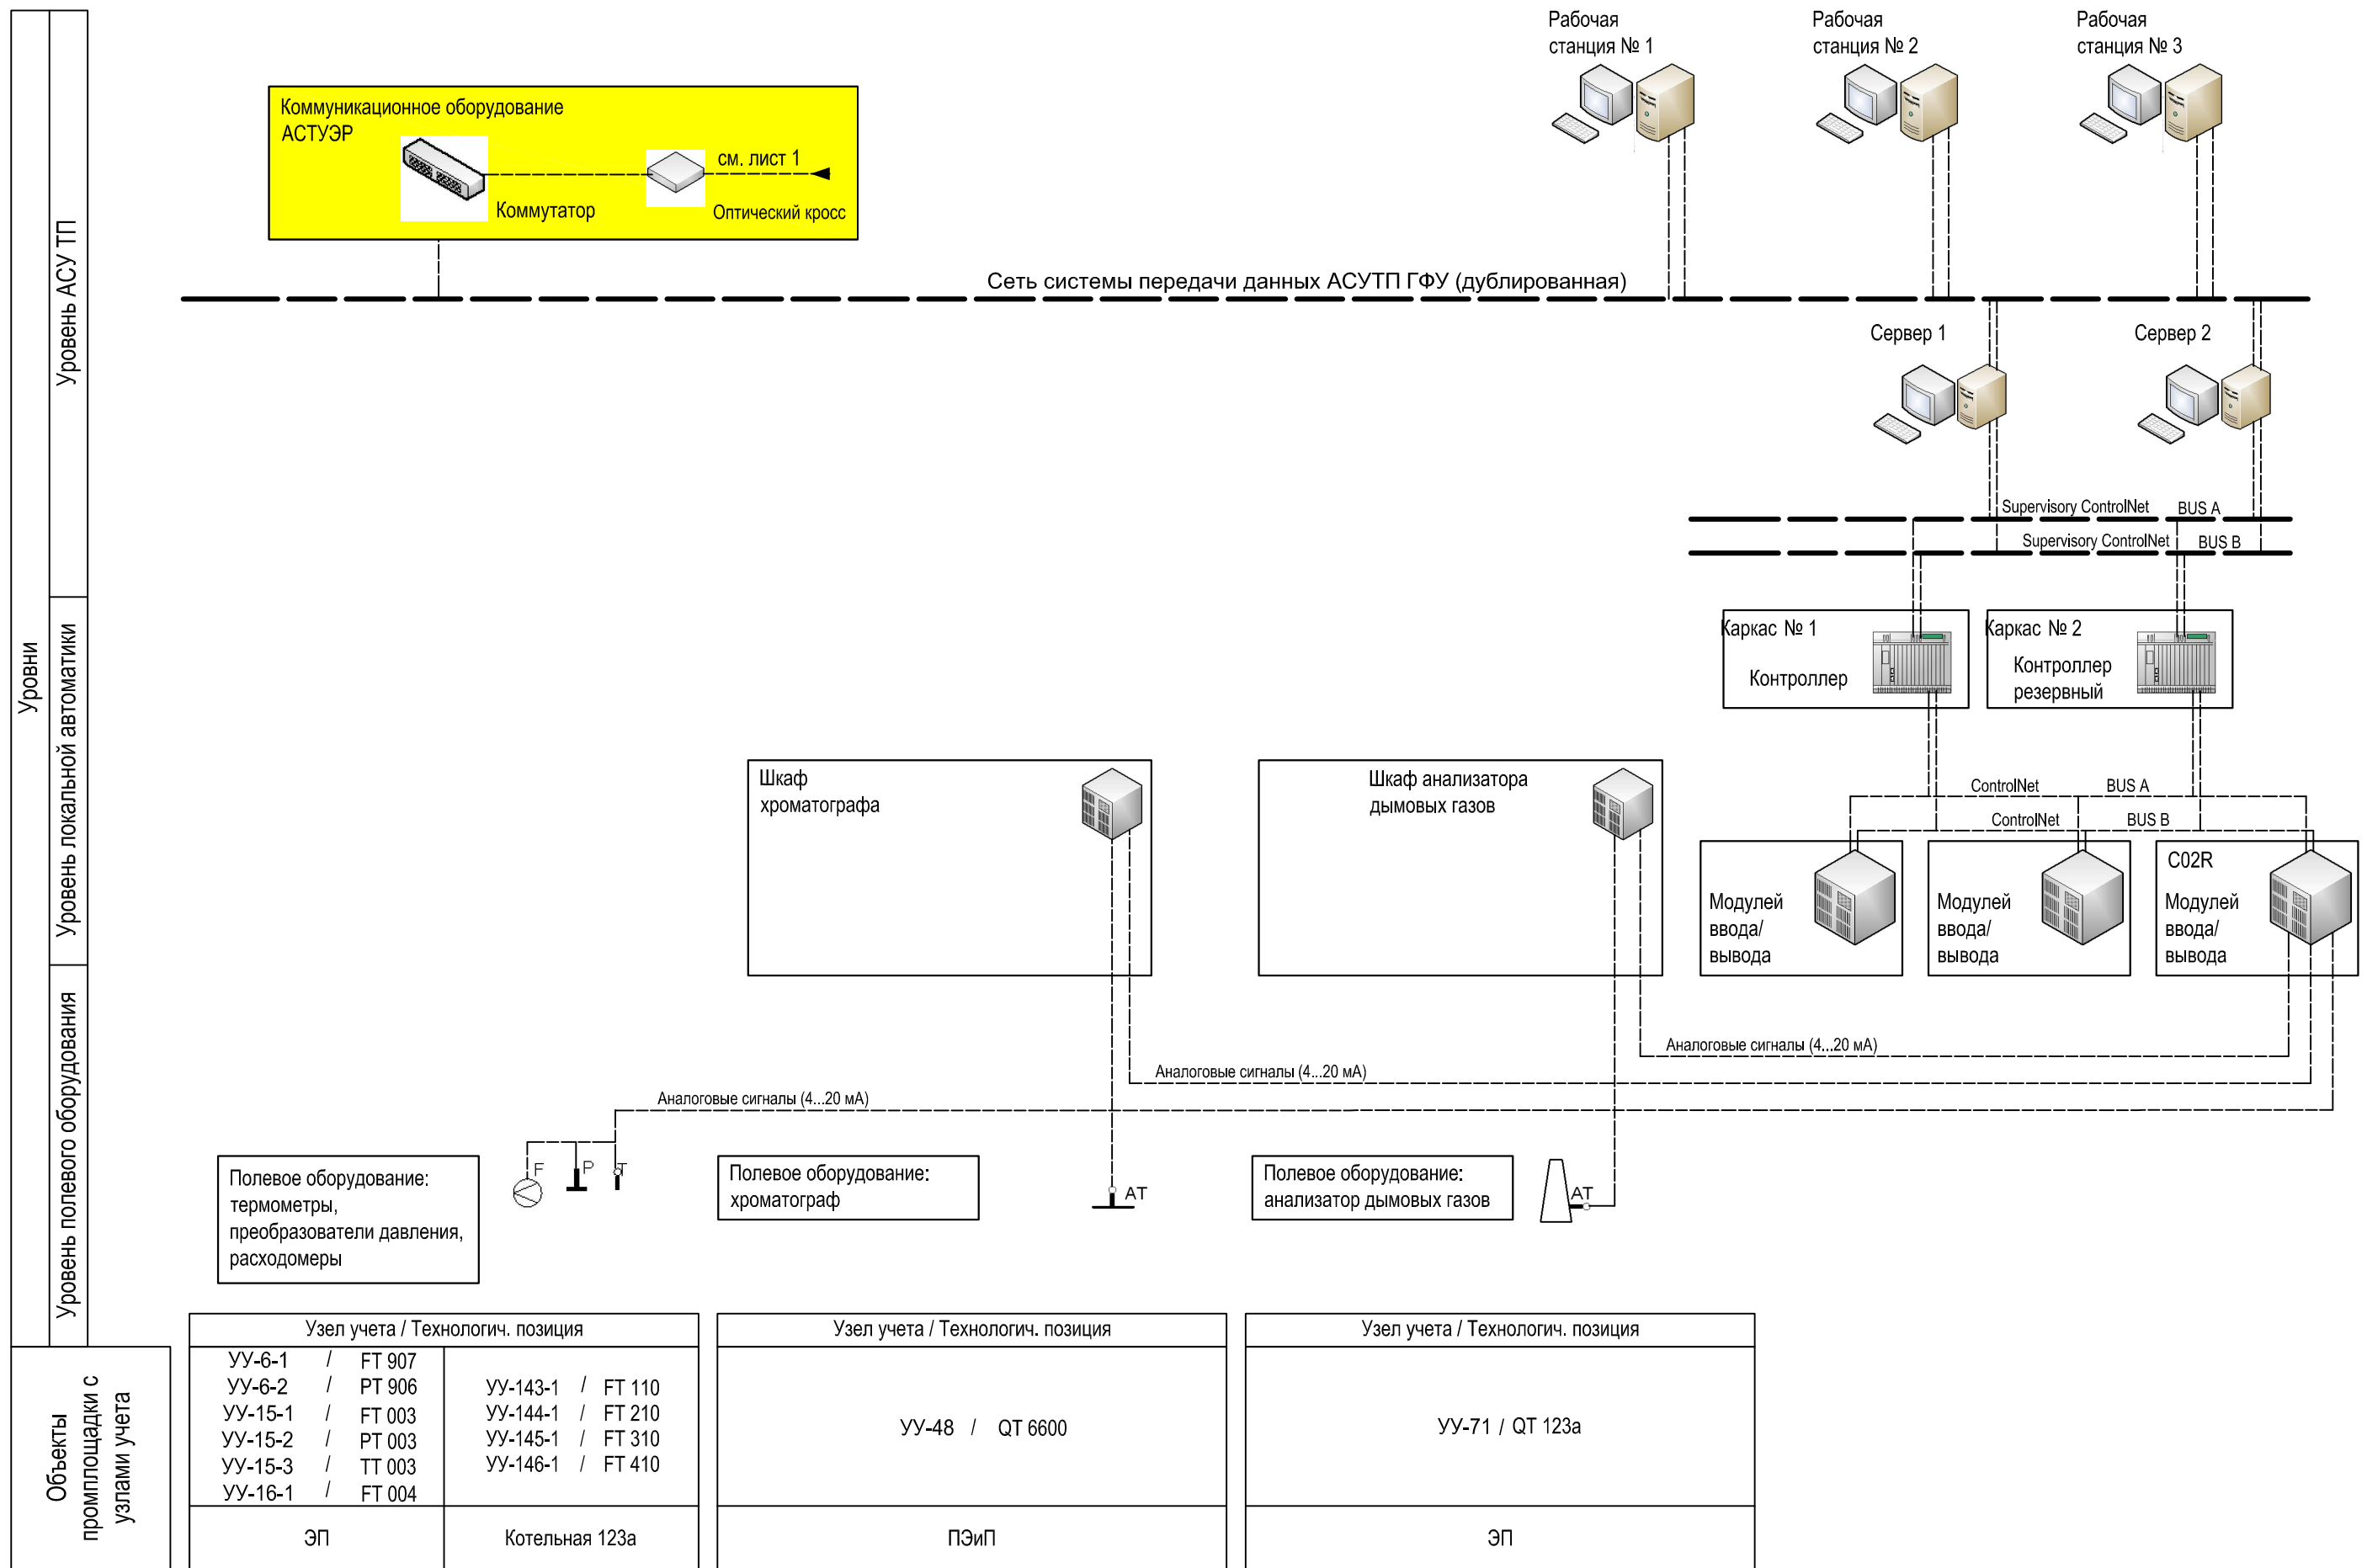 Рабочая
станция № 1
Рабочая
станция № 2
Рабочая
станция № 3
Коммуникационное оборудование
АСТУЭР
см. лист 1
Коммутатор
Оптический кросс
Сеть системы передачи данных АСУТП ГФУ (дублированная)
Сервер 1
Сервер 2
Supervisory ControlNet BUS A
Supervisory ControlNet BUS B
Уровни
Уровень АСУ ТП
Уровень локальной автоматики
Уровень полевого оборудования
Каркас № 1
Контроллер
Каркас № 2
Контроллер
резервный
Шкаф
хроматографа
Шкаф анализатора
дымовых газов
ControlNet BUS A
ControlNet BUS B
Модулей
ввода/
вывода
Модулей
ввода/
вывода
C02R
Модулей
ввода/
вывода
Аналоговые сигналы (4...20 мА)
Аналоговые сигналы (4...20 мА)
Аналоговые сигналы (4...20 мА)
Полевое оборудование:
термометры,
преобразователи давления,
расходомеры
F
P
T
Полевое оборудование:
хроматограф
AT
Полевое оборудование:
анализатор дымовых газов
AT
Объекты
промплощадки с
узлами учета
Узел учета / Технологич. позиция
УУ-6-1 / FT 907
УУ-6-2 / PT 906
УУ-15-1 / FT 003
УУ-15-2 / PT 003
УУ-15-3 / TT 003
УУ-16-1 / FT 004
ЭП
УУ-143-1 / FT 110
УУ-144-1 / FT 210
УУ-145-1 / FT 310
УУ-146-1 / FT 410
Котельная 123а
Узел учета / Технологич. позиция
УУ-48 / QT 6600
ПЭиП
Узел учета / Технологич. позиция
УУ-71 / QT 123а
ЭП